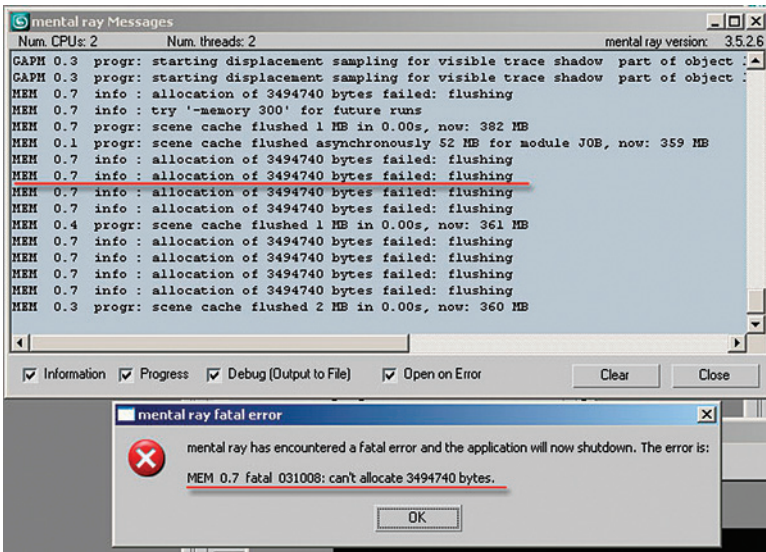 mental ray Messages
Num. CPUs: 2 Num. threads: 2 mental ray version: 3.5.2.6
GAPM 0.3 progr: starting displacement sampling for visible trace shadow part of object
GAPM 0.3 progr: starting displacement sampling for visible trace shadow part of object
MEM 0.7 info : allocation of 3494740 bytes failed: flushing
MEM 0.7 info : try '-memory 300' for future runs
MEM 0.7 progr: scene cache flushed 1 MB in 0.00s, now: 382 MB
MEM 0.1 progr: scene cache flushed asynchronously 52 MB for module JOB, now: 359 MB
MEM 0.7 info : allocation of 3494740 bytes failed: flushing
MEM 0.7 info : allocation of 3494740 bytes failed: flushing
MEM 0.7 info : allocation of 3494740 bytes failed: flushing
MEM 0.7 info : allocation of 3494740 bytes failed: flushing
MEM 0.4 progr: scene cache flushed 1 MB in 0.00s, now: 361 MB
MEM 0.7 info : allocation of 3494740 bytes failed: flushing
MEM 0.7 info : allocation of 3494740 bytes failed: flushing
MEM 0.7 info : allocation of 3494740 bytes failed: flushing
MEM 0.3 progr: scene cache flushed 2 MB in 0.00s, now: 360 MB
Information Progress Debug (Output to File) Open on Error Clear Close
mental ray fatal error
mental ray has encountered a fatal error and the application will now shutdown. The error is:
MEM 0.7 fatal 031008: can't allocate 3494740 bytes.
OK